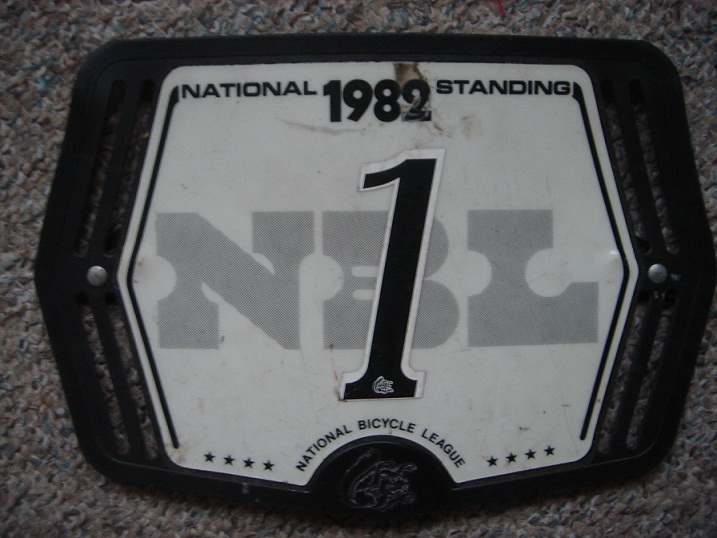 NATIONAL 1982 STANDING
NBL
1
NATIONAL BICYCLE LEAGUE